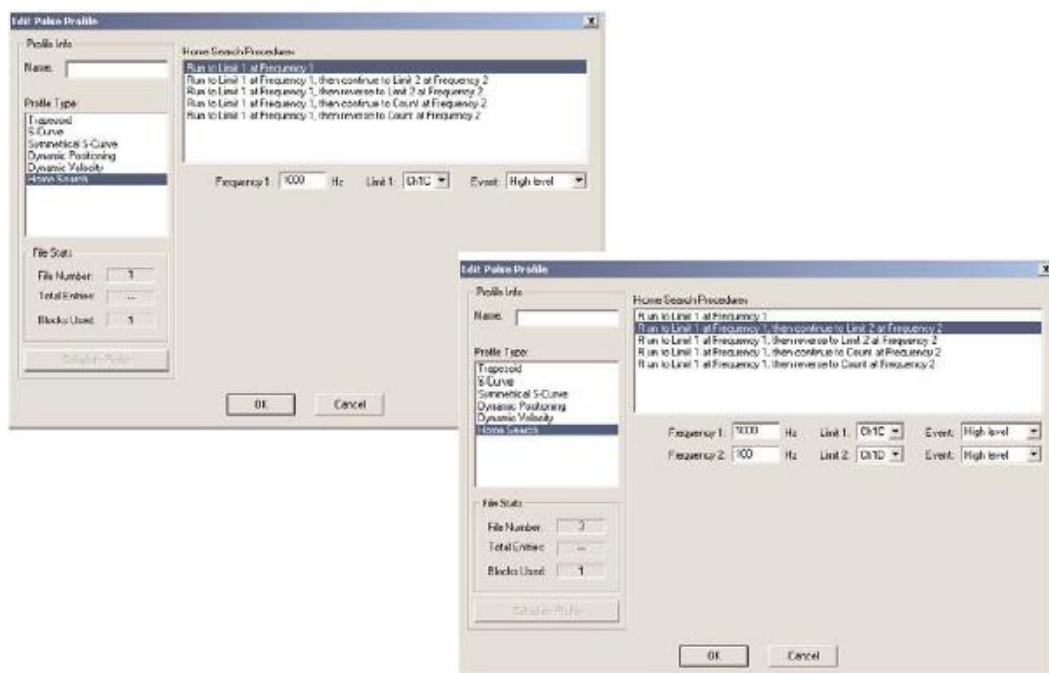 Edit Pulse Profile
Profile Info
Name:
Profile Type:
Trapezoid
S-Curve
Symmetrical S-Curve
Dynamic Positioning
Dynamic Velocity
Home Search
File Stats
File Number: 1
Total Entries: --
Blocks Used: 1
Home Search Procedures
Run to Limit 1 at Frequency 1
Run to Limit 1 at Frequency 1, then continue to Limit 2 at Frequency 2
Run to Limit 1 at Frequency 1, then reverse to Limit 2 at Frequency 2
Run to Limit 1 at Frequency 1, then continue to Count at Frequency 2
Run to Limit 1 at Frequency 1, then reverse to Count at Frequency 2
Frequency 1: 1000 Hz Limit 1: Ch1C Event: High level
OK Cancel
Edit Pulse Profile
Profile Info
Name:
Profile Type:
Trapezoid
S-Curve
Symmetrical S-Curve
Dynamic Positioning
Dynamic Velocity
Home Search
File Stats
File Number: 3
Total Entries: --
Blocks Used: 1
Home Search Procedures
Run to Limit 1 at Frequency 1
Run to Limit 1 at Frequency 1, then continue to Limit 2 at Frequency 2
Run to Limit 1 at Frequency 1, then reverse to Limit 2 at Frequency 2
Run to Limit 1 at Frequency 1, then continue to Count at Frequency 2
Run to Limit 1 at Frequency 1, then reverse to Count at Frequency 2
Frequency 1: 1000 Hz Limit 1: Ch1C Event: High level
Frequency 2: 100 Hz Limit 2: Ch1D Event: High level
OK Cancel